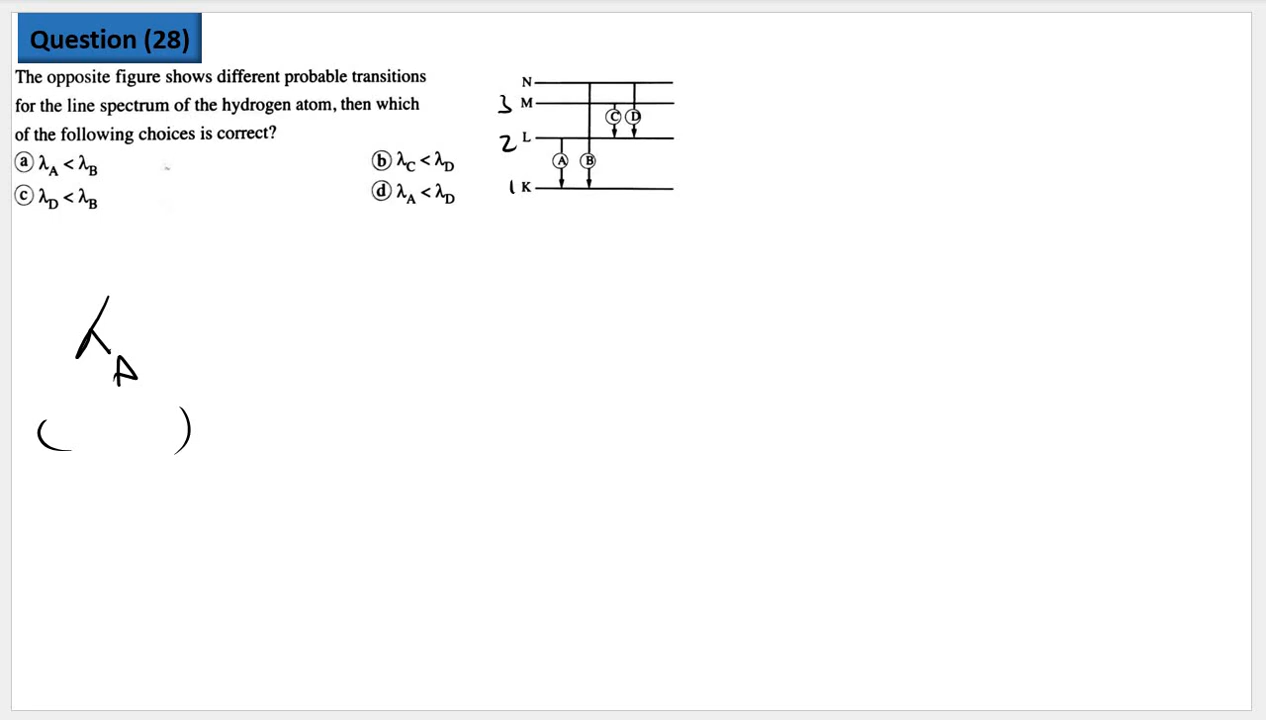 Question (28)
The opposite figure shows different probable transitions
for the line spectrum of the hydrogen atom, then which
of the following choices is correct?
ⓐ λA < λB
ⓑ λC < λD
ⓒ λD < λB
ⓓ λA < λD
N
3 M
C D
2 L
A B
1 K
λA
( )